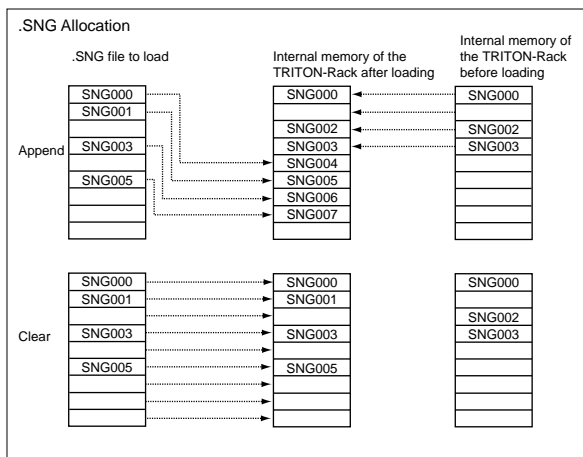 .SNG Allocation
.SNG file to load
Internal memory of the
TRITON-Rack after loading
Internal memory of
the TRITON-Rack
before loading
Append
SNG000
SNG001
SNG003
SNG005
SNG000
SNG002
SNG003
SNG004
SNG005
SNG006
SNG007
SNG000
SNG002
SNG003
Clear
SNG000
SNG001
SNG003
SNG005
SNG000
SNG001
SNG003
SNG005
SNG000
SNG002
SNG003